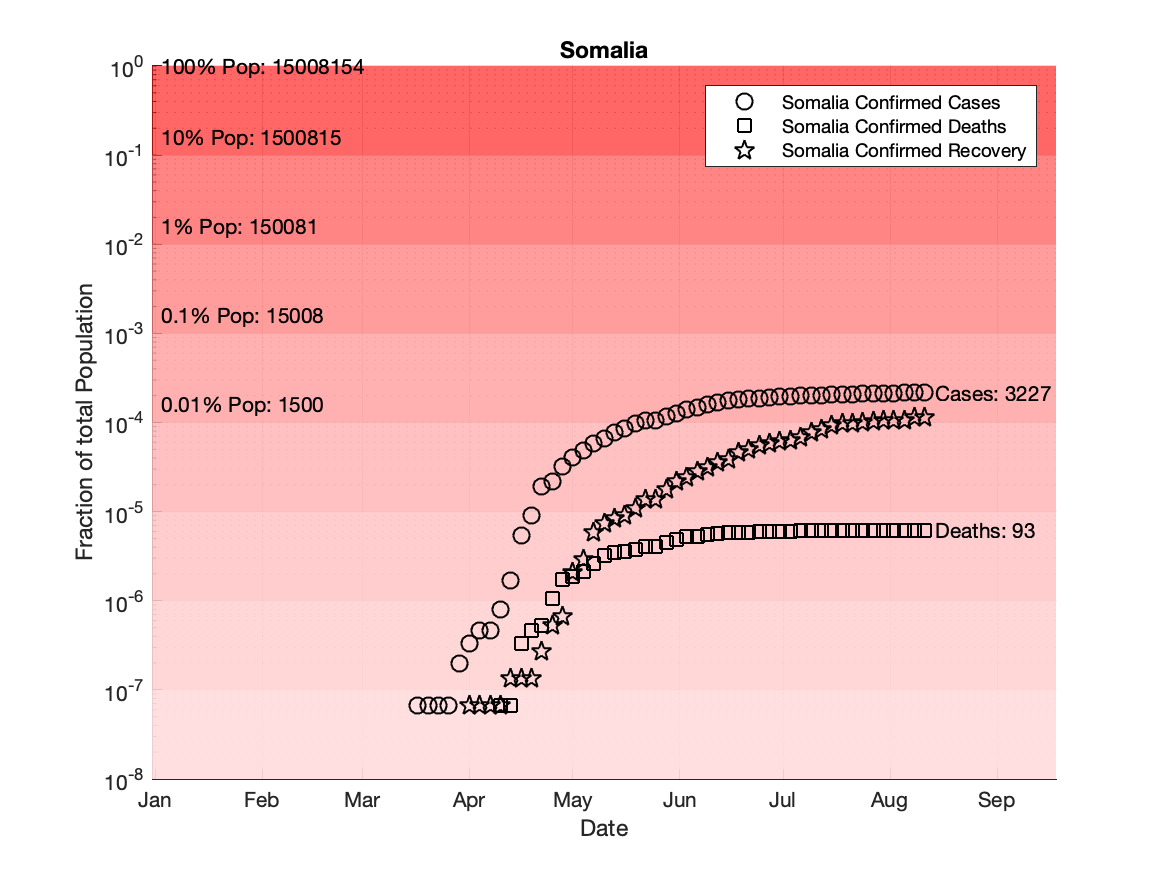 Somalia
10^0
100% Pop: 15008154
Somalia Confirmed Cases
Somalia Confirmed Deaths
Somalia Confirmed Recovery
10% Pop: 1500815
10^-1
1% Pop: 150081
10^-2
0.1% Pop: 15008
10^-3
0.01% Pop: 1500
10^-4
Cases: 3227
10^-5
Deaths: 93
10^-6
10^-7
10^-8
Fraction of total Population
Jan Feb Mar Apr May Jun Jul Aug Sep
Date